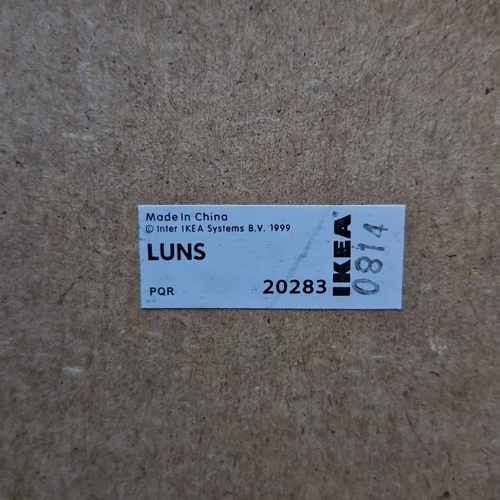 Made In China
© Inter IKEA Systems B.V. 1999
LUNS
PQR
20283
IKEA®
0814